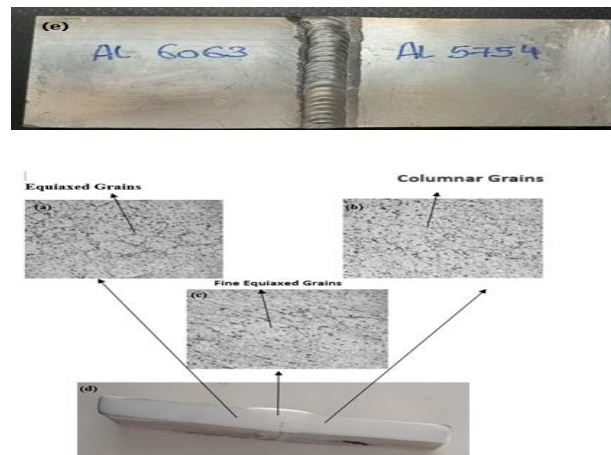 (e)
AL 6063
AL 5754
Equiaxed Grains
Columnar Grains
(a)
(b)
Fine Equiaxed Grains
(c)
(d)